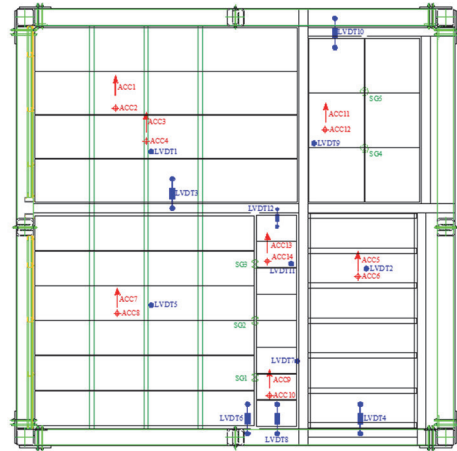 LVDT10
ACC1
ACC2
SG5
ACC3
ACC11
ACC4
ACC12
LVDT1
LVDT9
SG4
LVDT3
LVDT12
ACC13
SG3
ACC14
LVDT11
ACC5
LVDT2
ACC6
ACC7
LVDT5
ACC8
SG2
LVDT7
SG1
ACC9
ACC10
LVDT6
LVDT4
LVDT8